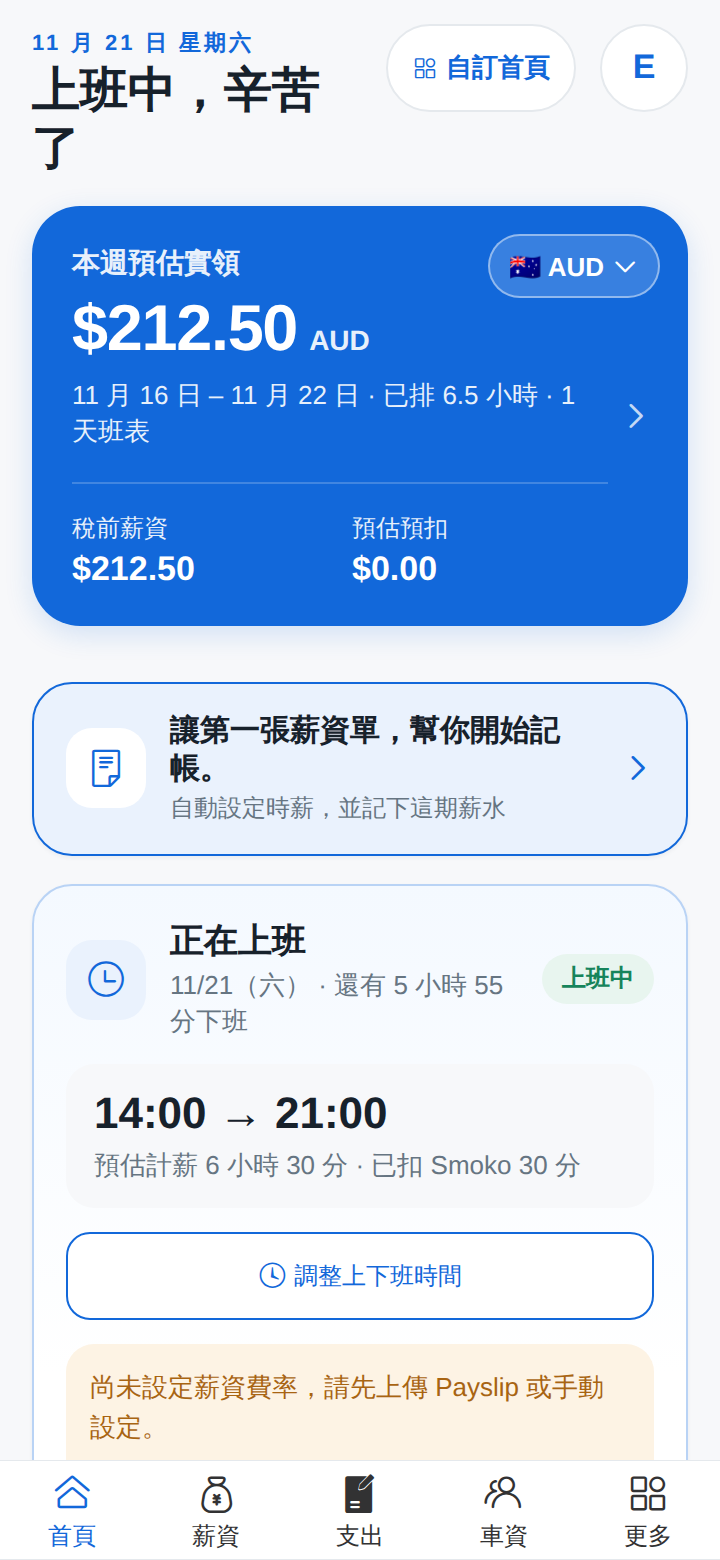 11 月 21 日 星期六
上班中，辛苦
了
自訂首頁
E
本週預估實領
🇦🇺 AUD
$212.50 AUD
11 月 16 日 – 11 月 22 日 · 已排 6.5 小時 · 1
天班表
稅前薪資
預估預扣
$212.50
$0.00
讓第一張薪資單，幫你開始記
帳。
自動設定時薪，並記下這期薪水
正在上班
11/21（六） · 還有 5 小時 55
分下班
上班中
14:00 → 21:00
預估計薪 6 小時 30 分 · 已扣 Smoko 30 分
調整上下班時間
尚未設定薪資費率，請先上傳 Payslip 或手動
設定。
首頁
薪資
支出
車資
更多